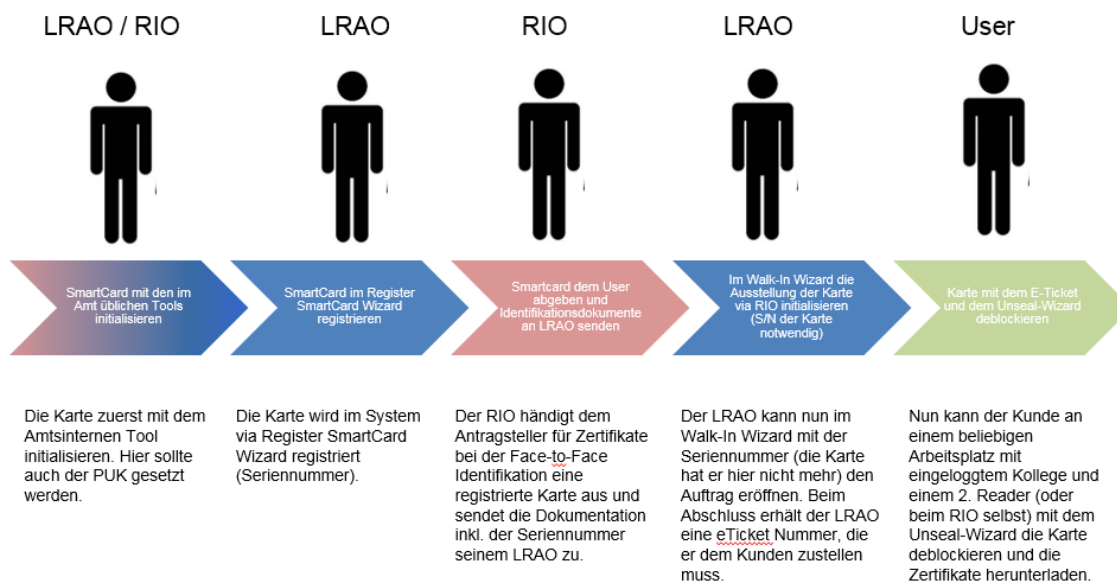 LRAO / RIO
LRAO
RIO
LRAO
User
SmartCard mit den im
Amt üblichen Tools
initialisieren
SmartCard im Register
SmartCard Wizard
registrieren
Smartcard dem User
abgeben und
Identifikationsdokumente
an LRAO senden
Im Walk-In Wizard die
Ausstellung der Karte
via RIO initialisieren
(S/N der Karte
notwendig)
Karte mit dem E-Ticket
und dem Unseal-Wizard
deblockieren
Die Karte zuerst mit dem
Amtsinternen Tool
initialisieren. Hier sollte
auch der PUK gesetzt
werden.
Die Karte wird im System
via Register SmartCard
Wizard registriert
(Seriennummer).
Der RIO händigt dem
Antragsteller für Zertifikate
bei der Face-to-Face
Identifikation eine
registrierte Karte aus und
sendet die Dokumentation
inkl. der Seriennummer
seinem LRAO zu.
Der LRAO kann nun im
Walk-In Wizard mit der
Seriennummer (die Karte
hat er hier nicht mehr) den
Auftrag eröffnen. Beim
Abschluss erhält der LRAO
eine eTicket Nummer, die
er dem Kunden zustellen
muss.
Nun kann der Kunde an
einem beliebigen
Arbeitsplatz mit
eingeloggtem Kollege und
einem 2. Reader (oder
beim RIO selbst) mit dem
Unseal-Wizard die Karte
deblockieren und die
Zertifikate herunterladen.